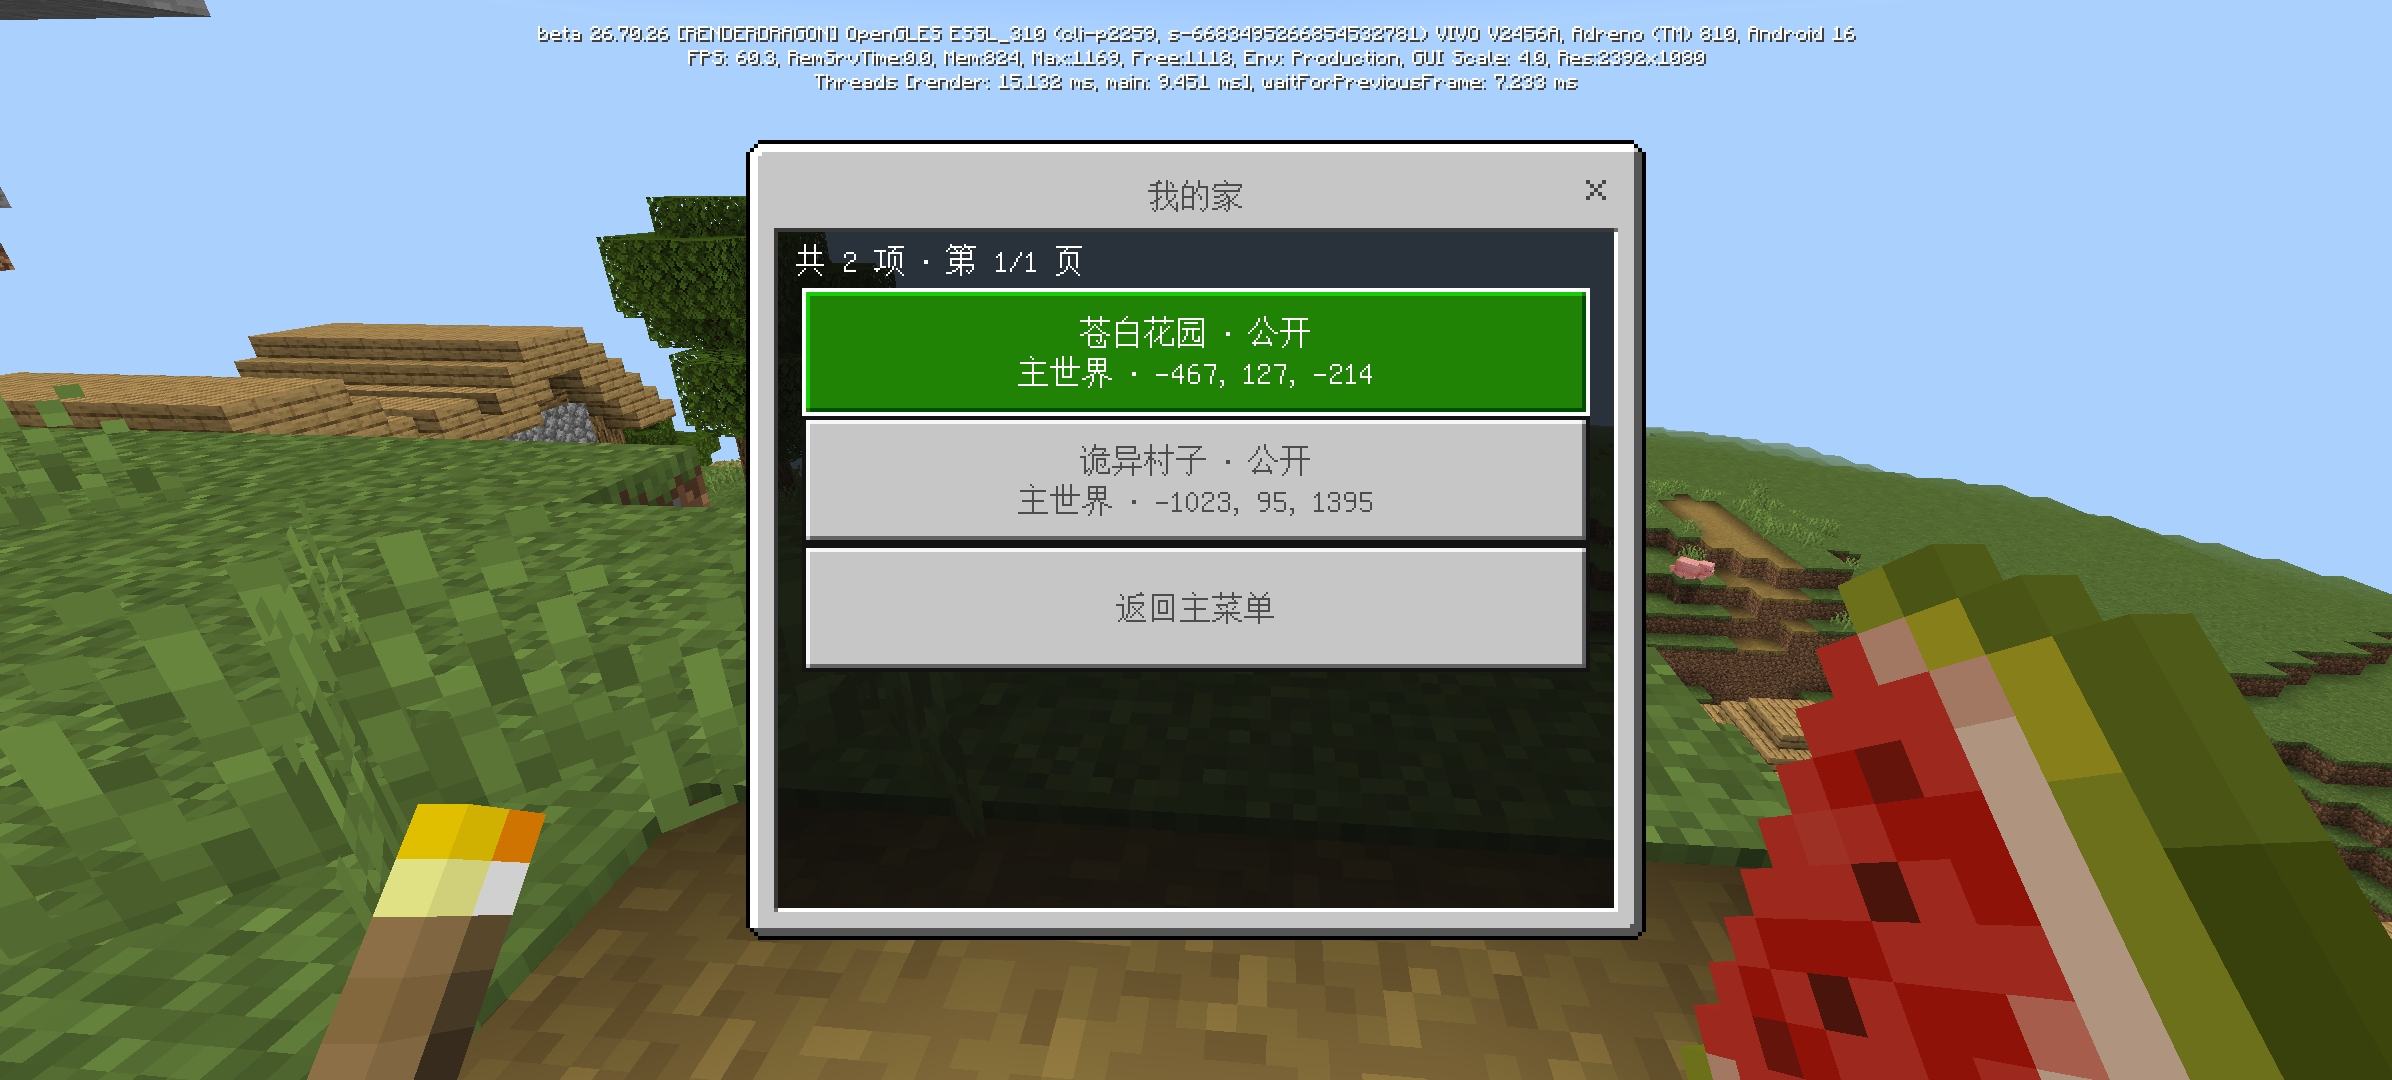 beta 26.70.26 [RENDERDRAGON] OpenGLES ESSL_310 (cli-p2259, s-6683495266854532781) VIVO V2456A, Adreno (TM) 810, Android 16
FPS: 60.3, RemSrvTime:0.0, Mem:824, Max:1169, Free:1118, Env: Production, GUI Scale: 4.0, Res:2392x1080
Threads [render: 15.132 ms, main: 9.451 ms], waitForPreviousFrame: 7.233 ms
我的家
共 2 项 · 第 1/1 页
苍白花园 · 公开
主世界 · -467, 127, -214
诡异村子 · 公开
主世界 · -1023, 95, 1395
返回主菜单